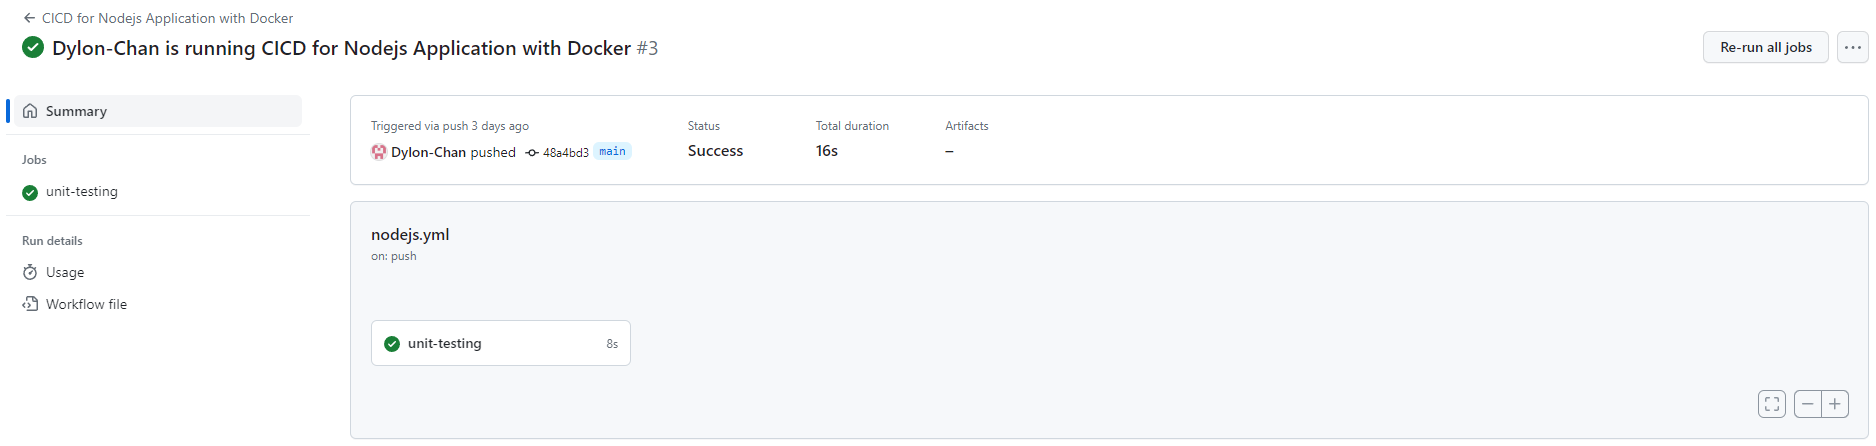 CICD for Nodejs Application with Docker
Dylon-Chan is running CICD for Nodejs Application with Docker #3
Re-run all jobs
Summary
Jobs
unit-testing
Run details
Usage
Workflow file
Triggered via push 3 days ago
Dylon-Chan pushed 48a4bd3 main
Status
Success
Total duration
16s
Artifacts
–
nodejs.yml
on: push
unit-testing 8s